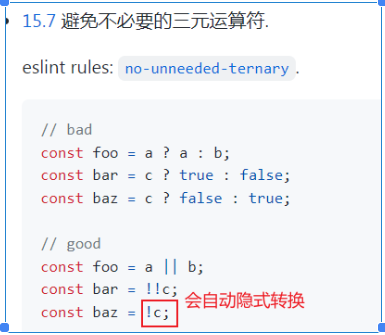 15.7 避免不必要的三元运算符.
eslint rules: no-unneeded-ternary.
// bad
const foo = a ? a : b;
const bar = c ? true : false;
const baz = c ? false : true;
// good
const foo = a || b;
const bar = !!c;
会自动隐式转换
const baz = !c;